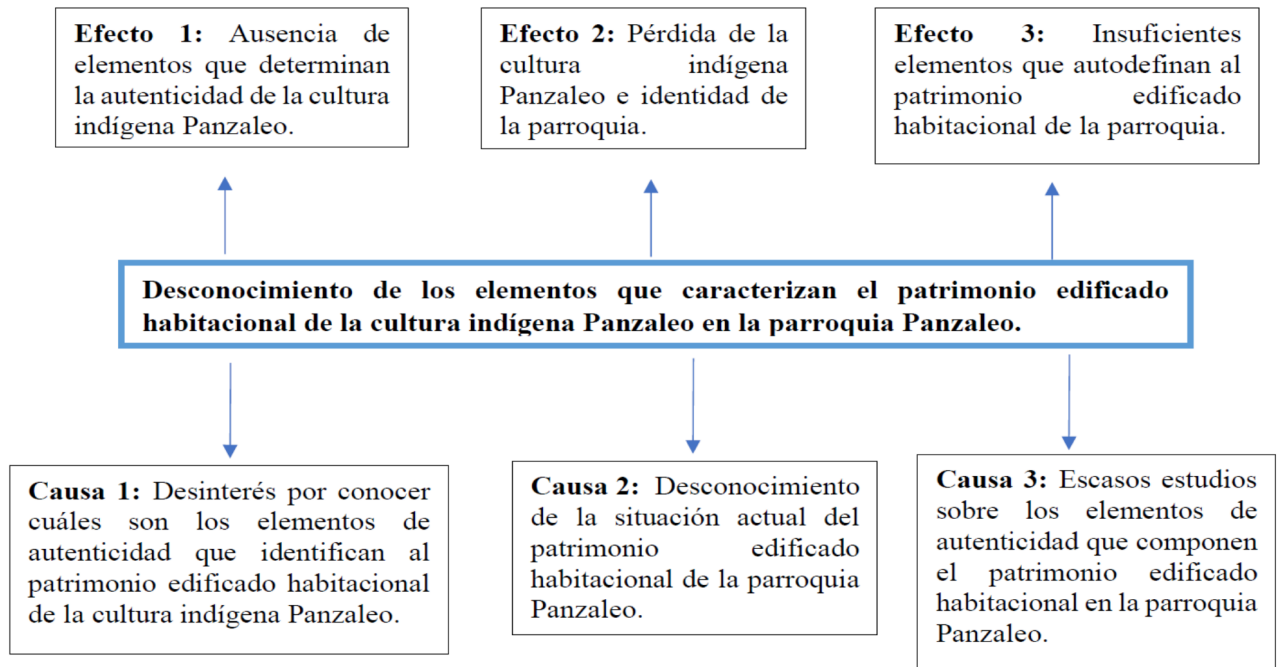 Efecto 1: Ausencia de
elementos que determinan
la autenticidad de la cultura
indígena Panzaleo.
Efecto 2: Pérdida de la
cultura indígena
Panzaleo e identidad de
la parroquia.
Efecto 3: Insuficientes
elementos que autodefinan al
patrimonio edificado
habitacional de la parroquia.
Desconocimiento de los elementos que caracterizan el patrimonio edificado
habitacional de la cultura indígena Panzaleo en la parroquia Panzaleo.
Causa 1: Desinterés por conocer
cuáles son los elementos de
autenticidad que identifican al
patrimonio edificado habitacional
de la cultura indígena Panzaleo.
Causa 2: Desconocimiento
de la situación actual del
patrimonio edificado
habitacional de la parroquia
Panzaleo.
Causa 3: Escasos estudios
sobre los elementos de
autenticidad que componen
el patrimonio edificado
habitacional en la parroquia
Panzaleo.